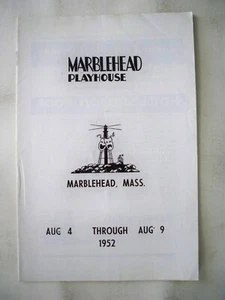 MARBLEHEAD
PLAYHOUSE
MARBLEHEAD, MASS.
AUG 4 THROUGH AUG 9
1952